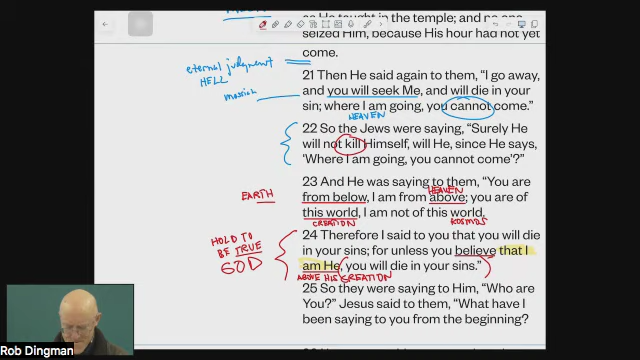 as He taught in the temple; and no one
seized Him, because His hour had not yet
come.
eternal judgment
HELL
messiah
21 Then He said again to them, “I go away,
and you will seek Me, and will die in your
sin; where I am going, you cannot come.”
HEAVEN
22 So the Jews were saying, “Surely He
will not kill Himself, will He, since He says,
‘Where I am going, you cannot come’?”
23 And He was saying to them, “You are
EARTH
HEAVEN
from below, I am from above; you are of
this world, I am not of this world.
CREATION
KOSMOS
HOLD TO
BE TRUE
GOD
24 Therefore I said to you that you will die
in your sins; for unless you believe that I
am He, you will die in your sins.”
ABOVE HIS CREATION
25 So they were saying to Him, “Who are
You?” Jesus said to them, “What have I
been saying to you from the beginning?
Rob Dingman